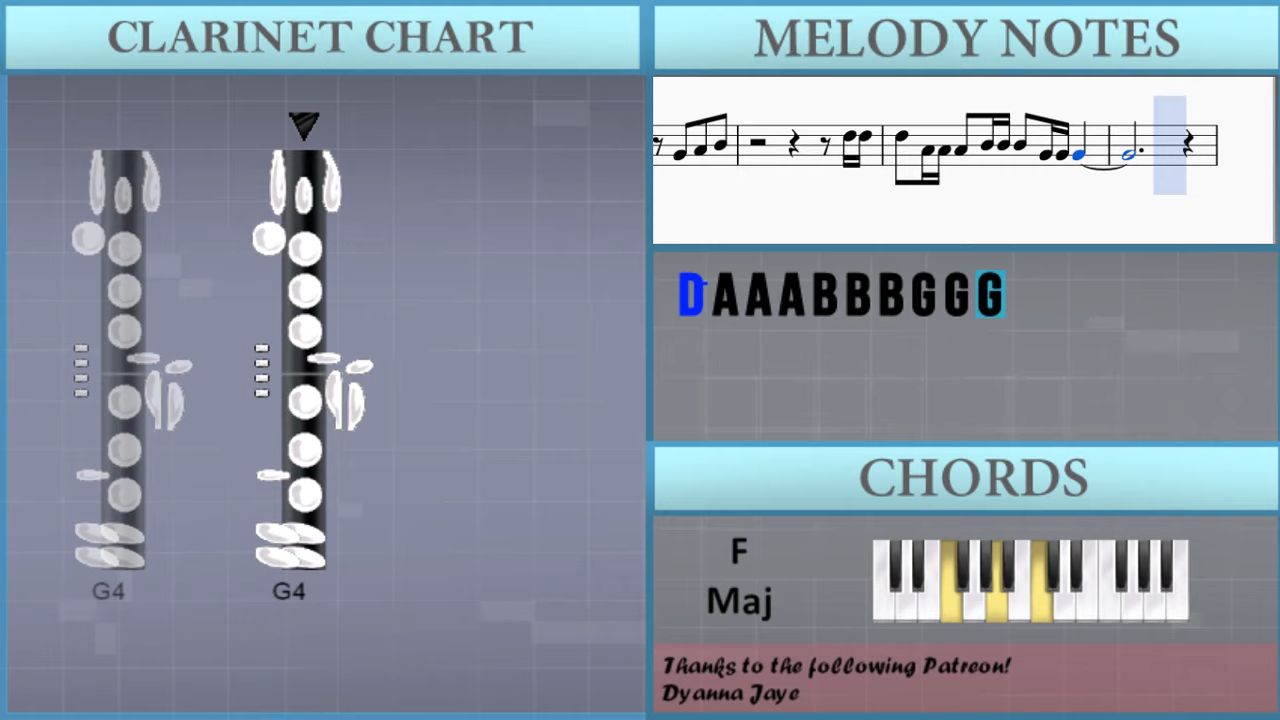 CLARINET CHART
G4
G4
MELODY NOTES
DAAABBBGGG
CHORDS
F
Maj
Thanks to the following Patreon!
Dyanna Jaye